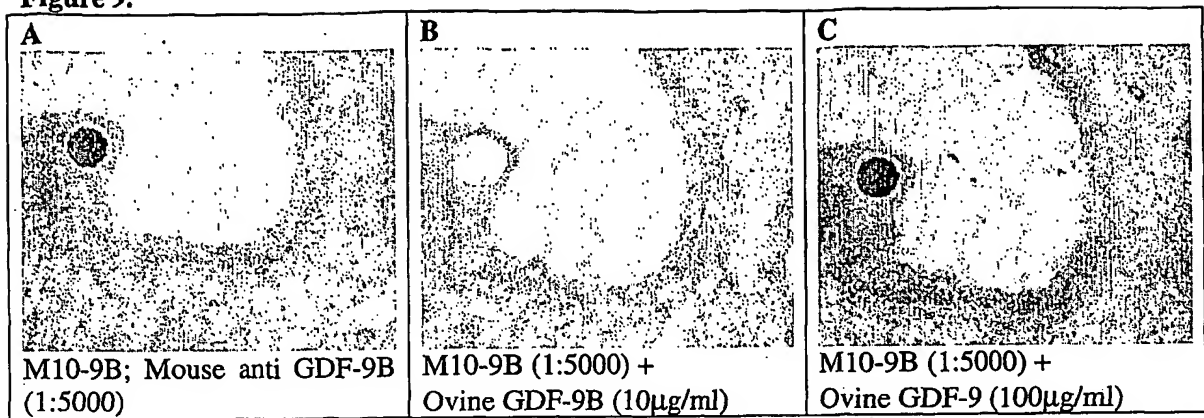 Figure 9.
A
B
C
M10-9B; Mouse anti GDF-9B
(1:5000)
M10-9B (1:5000) +
Ovine GDF-9B (10µg/ml)
M10-9B (1:5000) +
Ovine GDF-9 (100µg/ml)